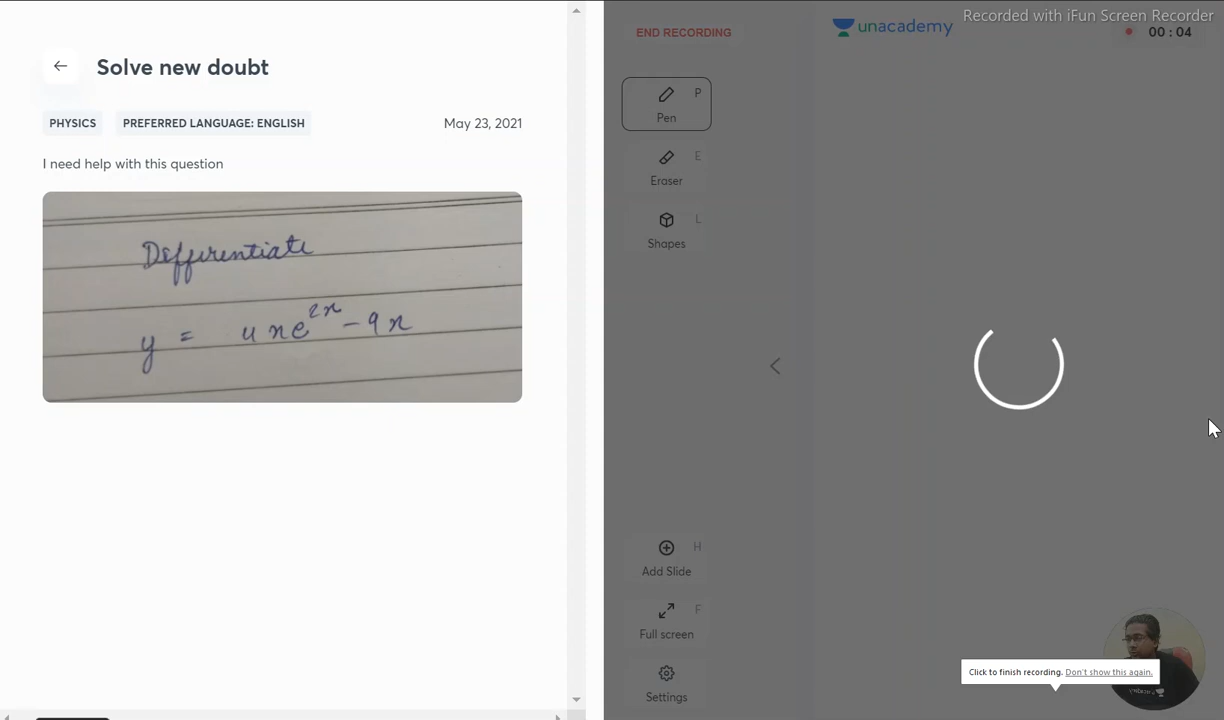 Recorded with iFun Screen Recorder
END RECORDING
unacademy
00 : 04
Solve new doubt
PHYSICS
PREFERRED LANGUAGE: ENGLISH
May 23, 2021
I need help with this question
Defferentiate
y = 4xe^2x - 9x
P
Pen
E
Eraser
L
Shapes
H
Add Slide
F
Full screen
Settings
Click to finish recording. Don't show this again.